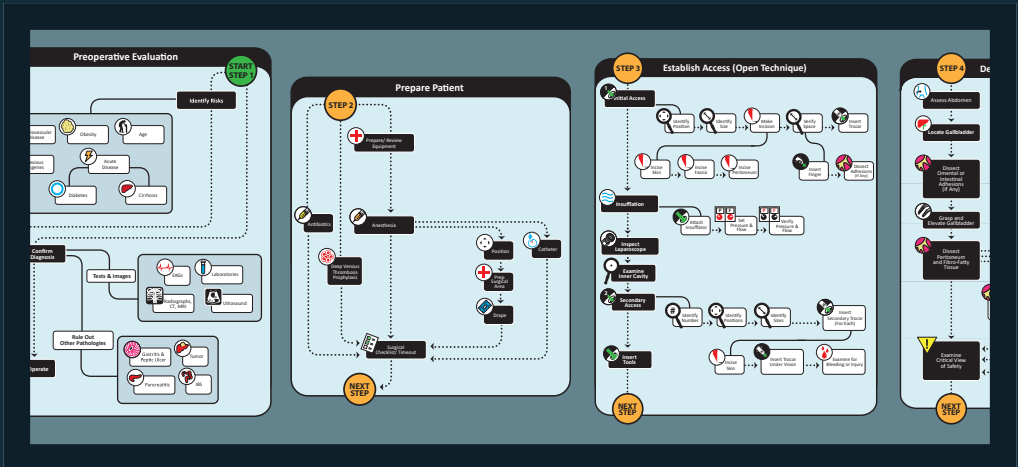 Preoperative Evaluation
START
STEP 1
Identify Risks
Obesity
Age
Acute
Disease
Diabetes
Cirrhosis
Confirm
Diagnosis
Tests & Images
EKGs
Laboratories
Radiographs,
CT, MRI
Ultrasound
Rule Out
Other Pathologies
Gastritis &
Peptic Ulcer
Tumor
Pancreatitis
IBS
Operate
Prepare Patient
STEP 2
Prepare/ Review
Equipment
Antibiotics
Anesthesia
Deep Venous
Thrombosis
Prophylaxis
Position
Catheter
Prep
Surgical
Area
Drape
Surgical
Checklist/ Timeout
NEXT
STEP
STEP 3
Establish Access (Open Technique)
1
Initial Access
Identify
Position
Identify
Size
Make
Incision
Verify
Space
Insert
Trocar
Incise
Skin
Incise
Fascia
Incise
Peritoneum
Insert
Finger
Dissect
Adhesions
(If Any)
Insufflation
Attach
Insufflator
Set
Pressure &
Flow
Verify
Pressure &
Flow
Inspect
Laparoscope
Examine
Inner Cavity
2
Secondary
Access
#
Identify
Number
Identify
Positions
Identify
Sizes
Insert
Secondary Trocar
(For Each)
Incise
Skin
Insert Trocar
Under Vision
Examine for
Bleeding or Injury
Insert
Tools
NEXT
STEP
STEP 4
De
Assess Abdomen
Locate Gallbladder
Dissect
Omental or
Intestinal
Adhesions
(If Any)
Grasp and
Elevate Gallbladder
Dissect
Peritoneum
and Fibro-Fatty
Tissue
Examine
Critical View
of Safety
NEXT
STEP